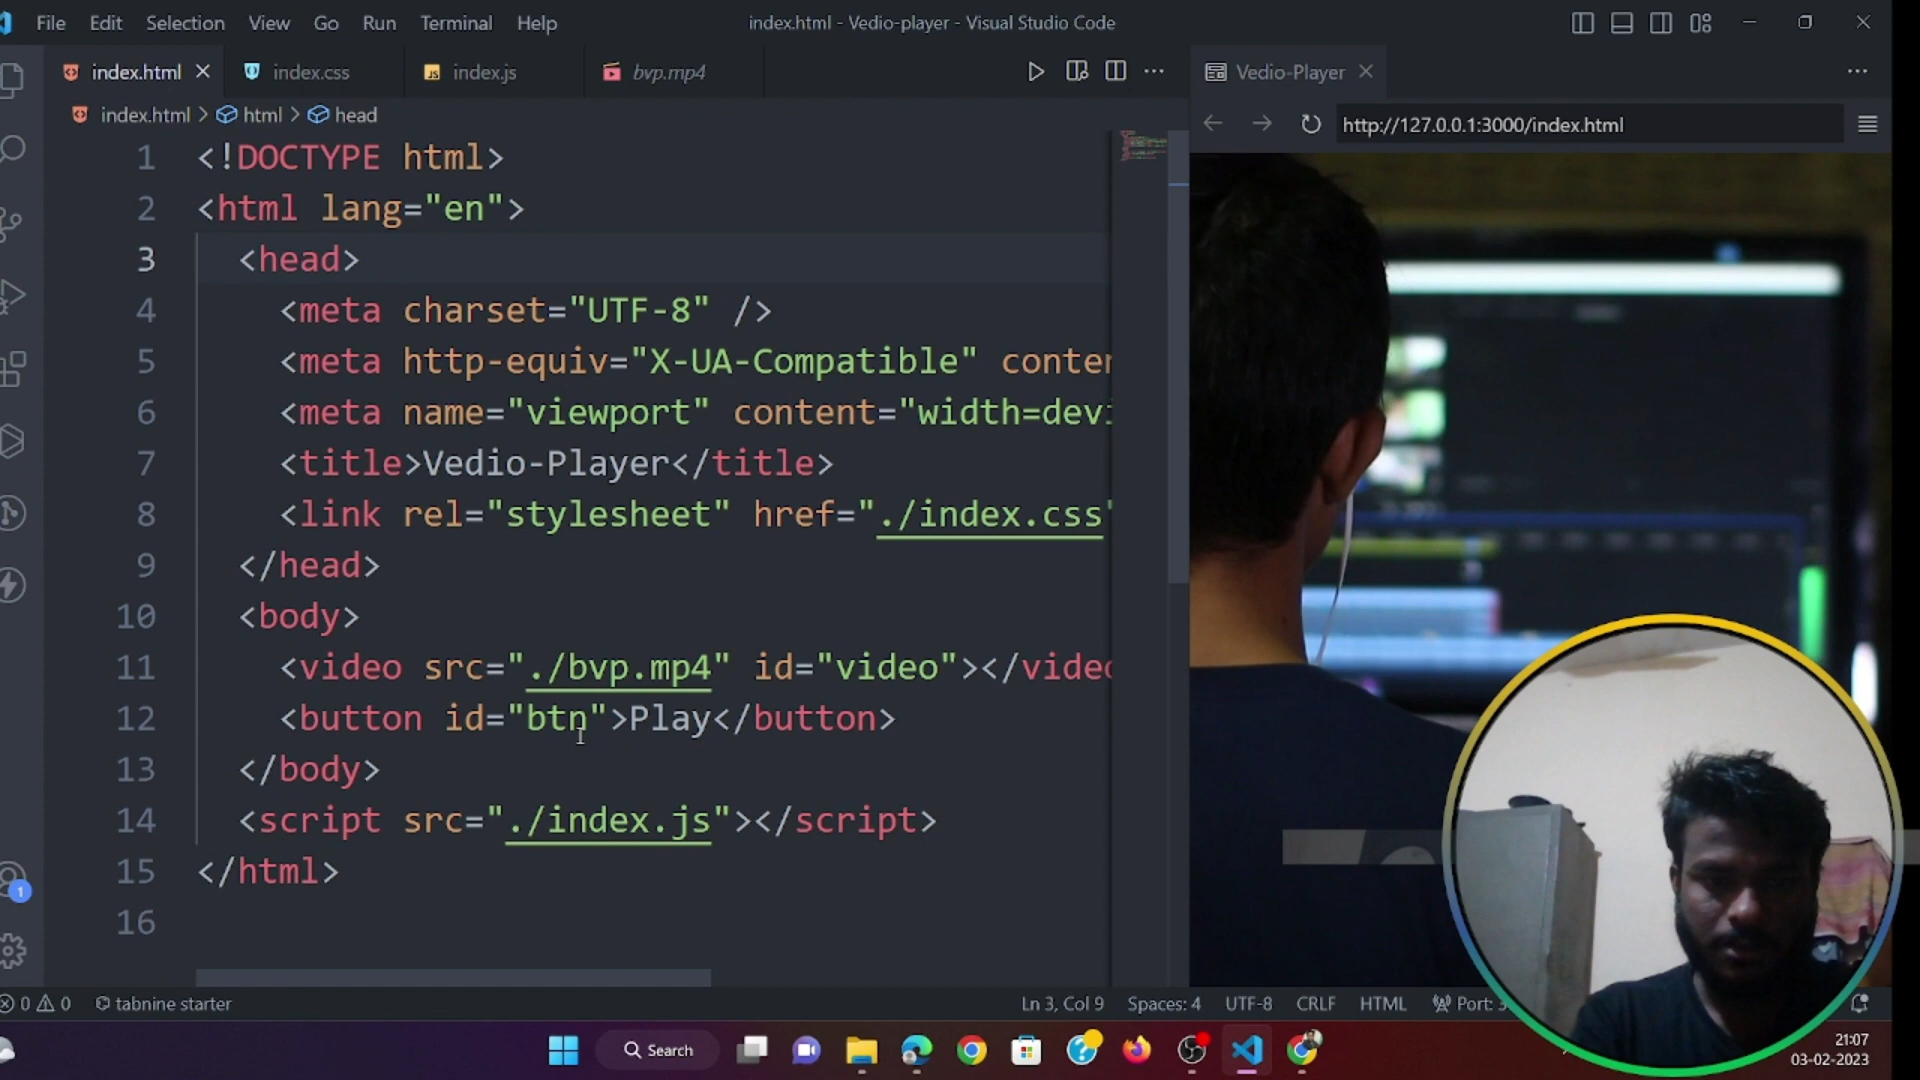 File Edit Selection View Go Run Terminal Help
index.html - Vedio-player - Visual Studio Code
index.html index.css JS index.js bvp.mp4
Vedio-Player
index.html > html > head
http://127.0.0.1:3000/index.html
1 <!DOCTYPE html>
2 <html lang="en">
3 <head>
4 <meta charset="UTF-8" />
5 <meta http-equiv="X-UA-Compatible" conten
6 <meta name="viewport" content="width=devi
7 <title>Vedio-Player</title>
8 <link rel="stylesheet" href="./index.css"
9 </head>
10 <body>
11 <video src="./bvp.mp4" id="video"></video
12 <button id="btn">Play</button>
13 </body>
14 <script src="./index.js"></script>
15 </html>
16
1
0 0 tabnine starter
Ln 3, Col 9 Spaces: 4 UTF-8 CRLF HTML Port:
Search
21:07
03-02-2023